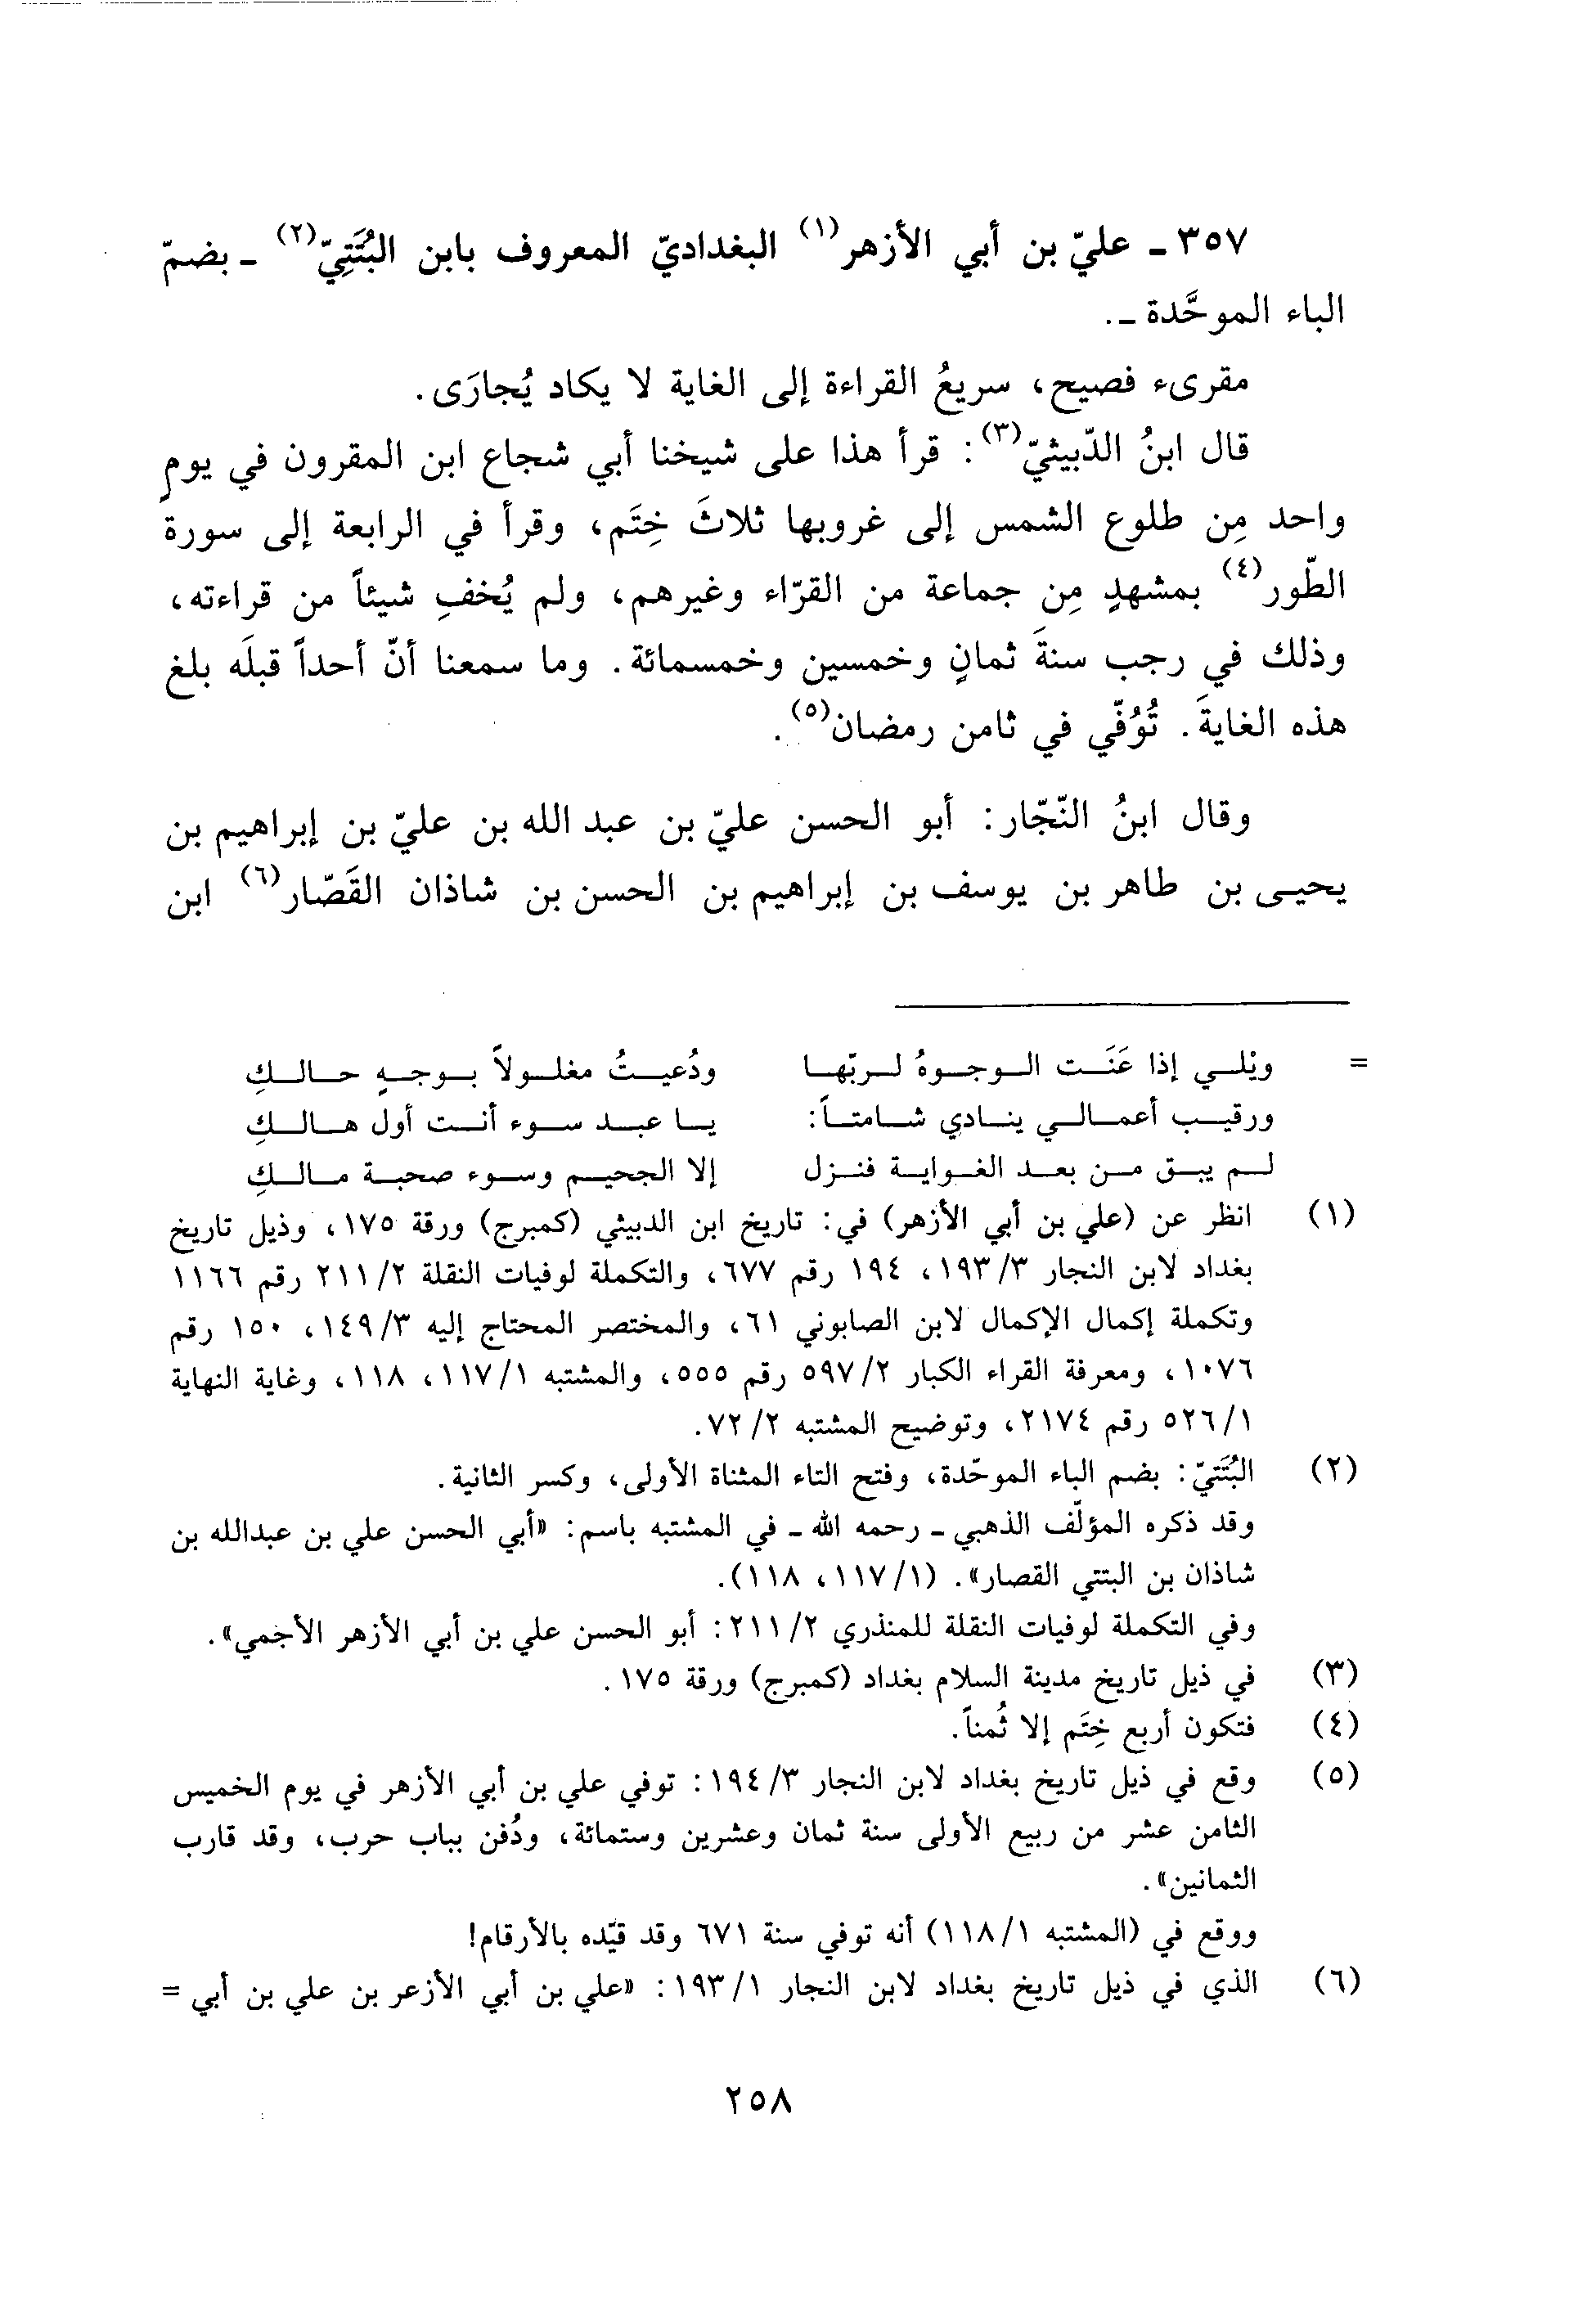 ٣٥٧ ـ عليّ بن أبي الأزهر(١) البغداديّ المعروف بابن البُتَتِيّ(٢) ـ بضمّ
الباء الموحَّدة ـ.
مقرىء فصيح، سريعُ القراءة إلى الغاية لا يكاد يُجارَى.
قال ابنُ الدّبيثيّ(٣): قرأ هذا على شيخنا أبي شجاع ابن المقرون في يومٍ
واحد مِن طلوع الشمس إلى غروبها ثلاثَ خِتَم، وقرأ في الرابعة إلى سورة
الطّور(٤) بمشهدٍ مِن جماعة من القرّاء وغيرهم، ولم يُخفِ شيئاً من قراءته،
وذلك في رجب سنةَ ثمانٍ وخمسين وخمسمائة. وما سمعنا أنّ أحداً قبلَه بلغ
هذه الغايةَ. تُوُفّي في ثامن رمضان(٥).
وقال ابنُ النّجّار: أبو الحسن عليّ بن عبد الله بن عليّ بن إبراهيم بن
يحيى بن طاهر بن يوسف بن إبراهيم بن الحسن بن شاذان القَصّار(٦) ابن
= ويْلي إذا عَنَت الوجوهُ لربّها ودُعيتُ مغلولاً بوجهٍ حالكِ
ورقيب أعمالي ينادي شامتاً: يا عبد سوء أنت أول هالكِ
لم يبق من بعد الغواية فنزل إلا الجحيم وسوء صحبة مالكِ
(١) انظر عن (علي بن أبي الأزهر) في: تاريخ ابن الدبيثي (كمبرج) ورقة ١٧٥، وذيل تاريخ
بغداد لابن النجار ٣/ ١٩٣، ١٩٤ رقم ٦٧٧، والتكملة لوفيات النقلة ٢/ ٢١١ رقم ١١٦٦
وتكملة إكمال الإكمال لابن الصابوني ٦١، والمختصر المحتاج إليه ٣/ ١٤٩، ١٥٠ رقم
١٠٧٦، ومعرفة القراء الكبار ٢/ ٥٩٧ رقم ٥٥٥، والمشتبه ١/ ١١٧، ١١٨، وغاية النهاية
١/ ٥٢٦ رقم ٢١٧٤، وتوضيح المشتبه ٢/ ٧٢.
(٢) البُتَتيّ: بضم الباء الموحّدة، وفتح التاء المثناة الأولى، وكسر الثانية.
وقد ذكره المؤلّف الذهبي ـ رحمه الله ـ في المشتبه باسم: «أبي الحسن علي بن عبدالله بن
شاذان بن البتتي القصار». (١/ ١١٧، ١١٨).
وفي التكملة لوفيات النقلة للمنذري ٢/ ٢١١: أبو الحسن علي بن أبي الأزهر الأجمي».
(٣) في ذيل تاريخ مدينة السلام بغداد (كمبرج) ورقة ١٧٥.
(٤) فتكون أربع خِتَم إلا ثُمناً.
(٥) وقع في ذيل تاريخ بغداد لابن النجار ٣/ ١٩٤: توفي علي بن أبي الأزهر في يوم الخميس
الثامن عشر من ربيع الأولى سنة ثمان وعشرين وستمائة، ودُفن بباب حرب، وقد قارب
الثمانين».
ووقع في (المشتبه ١/ ١١٨) أنه توفي سنة ٦٧١ وقد قيّده بالأرقام!
(٦) الذي في ذيل تاريخ بغداد لابن النجار ١/ ١٩٣: «علي بن أبي الأزعر بن علي بن أبي =
٢٥٨